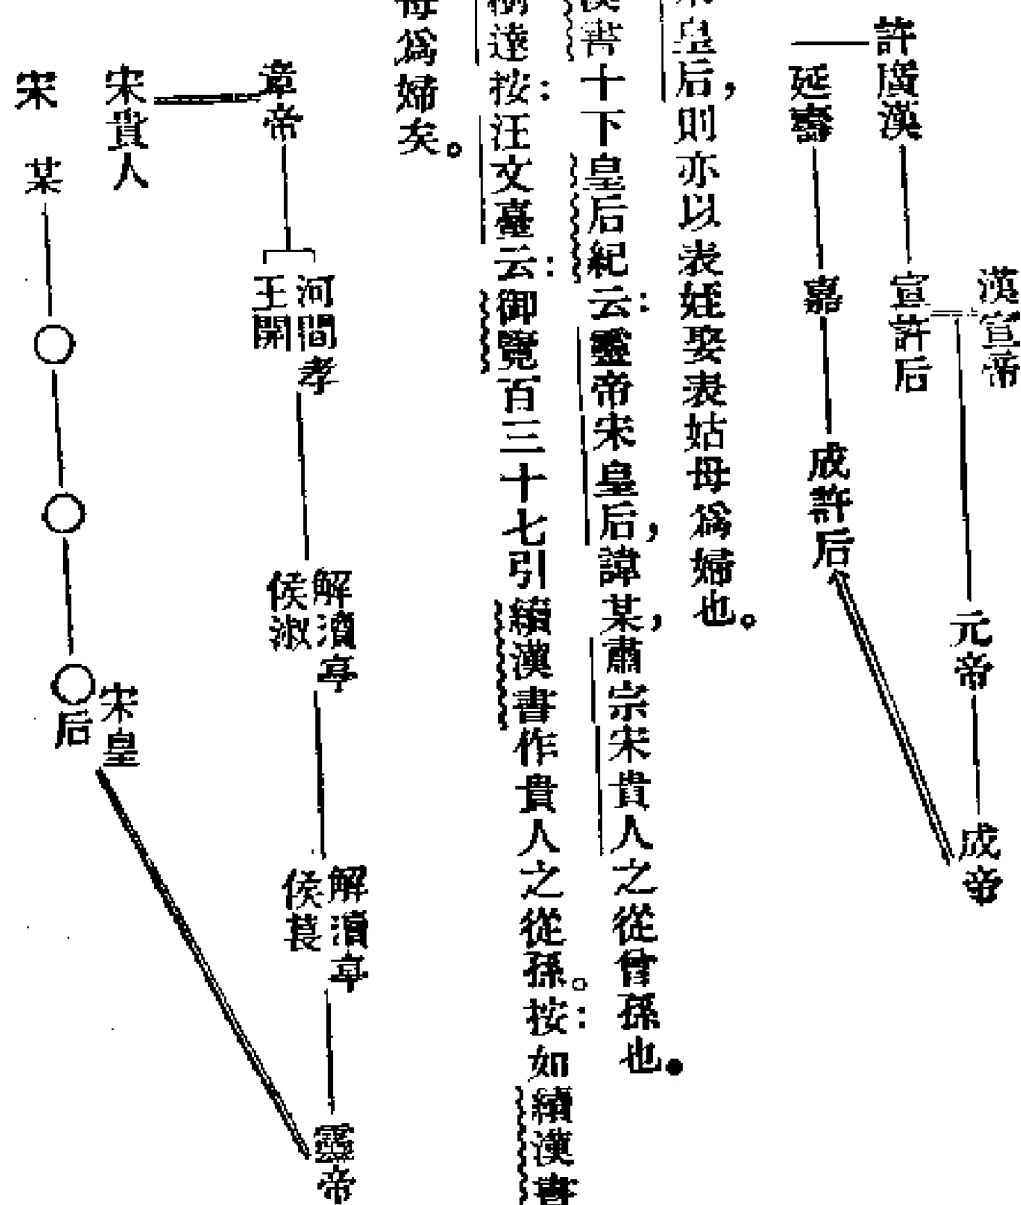 許廣漢
宣許后
漢宣帝
元帝
成帝
延壽
嘉
成許后
皇后，則亦以表姪娶表姑母爲婦也。
漢書十下皇后紀云：靈帝宋皇后，諱某，肅宗宋貴人之從曾孫也。
樹達按：汪文臺云：御覽百三十七引續漢書作貴人之從孫。按：如續漢書
母爲婦矣。
章帝
河間孝王開
解瀆亭侯淑
解瀆亭侯萇
靈帝
宋貴人
宋某
宋皇后